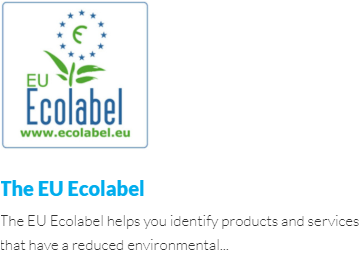 €
EU
Ecolabel
www.ecolabel.eu
The EU Ecolabel
The EU Ecolabel helps you identify products and services
that have a reduced environmental...